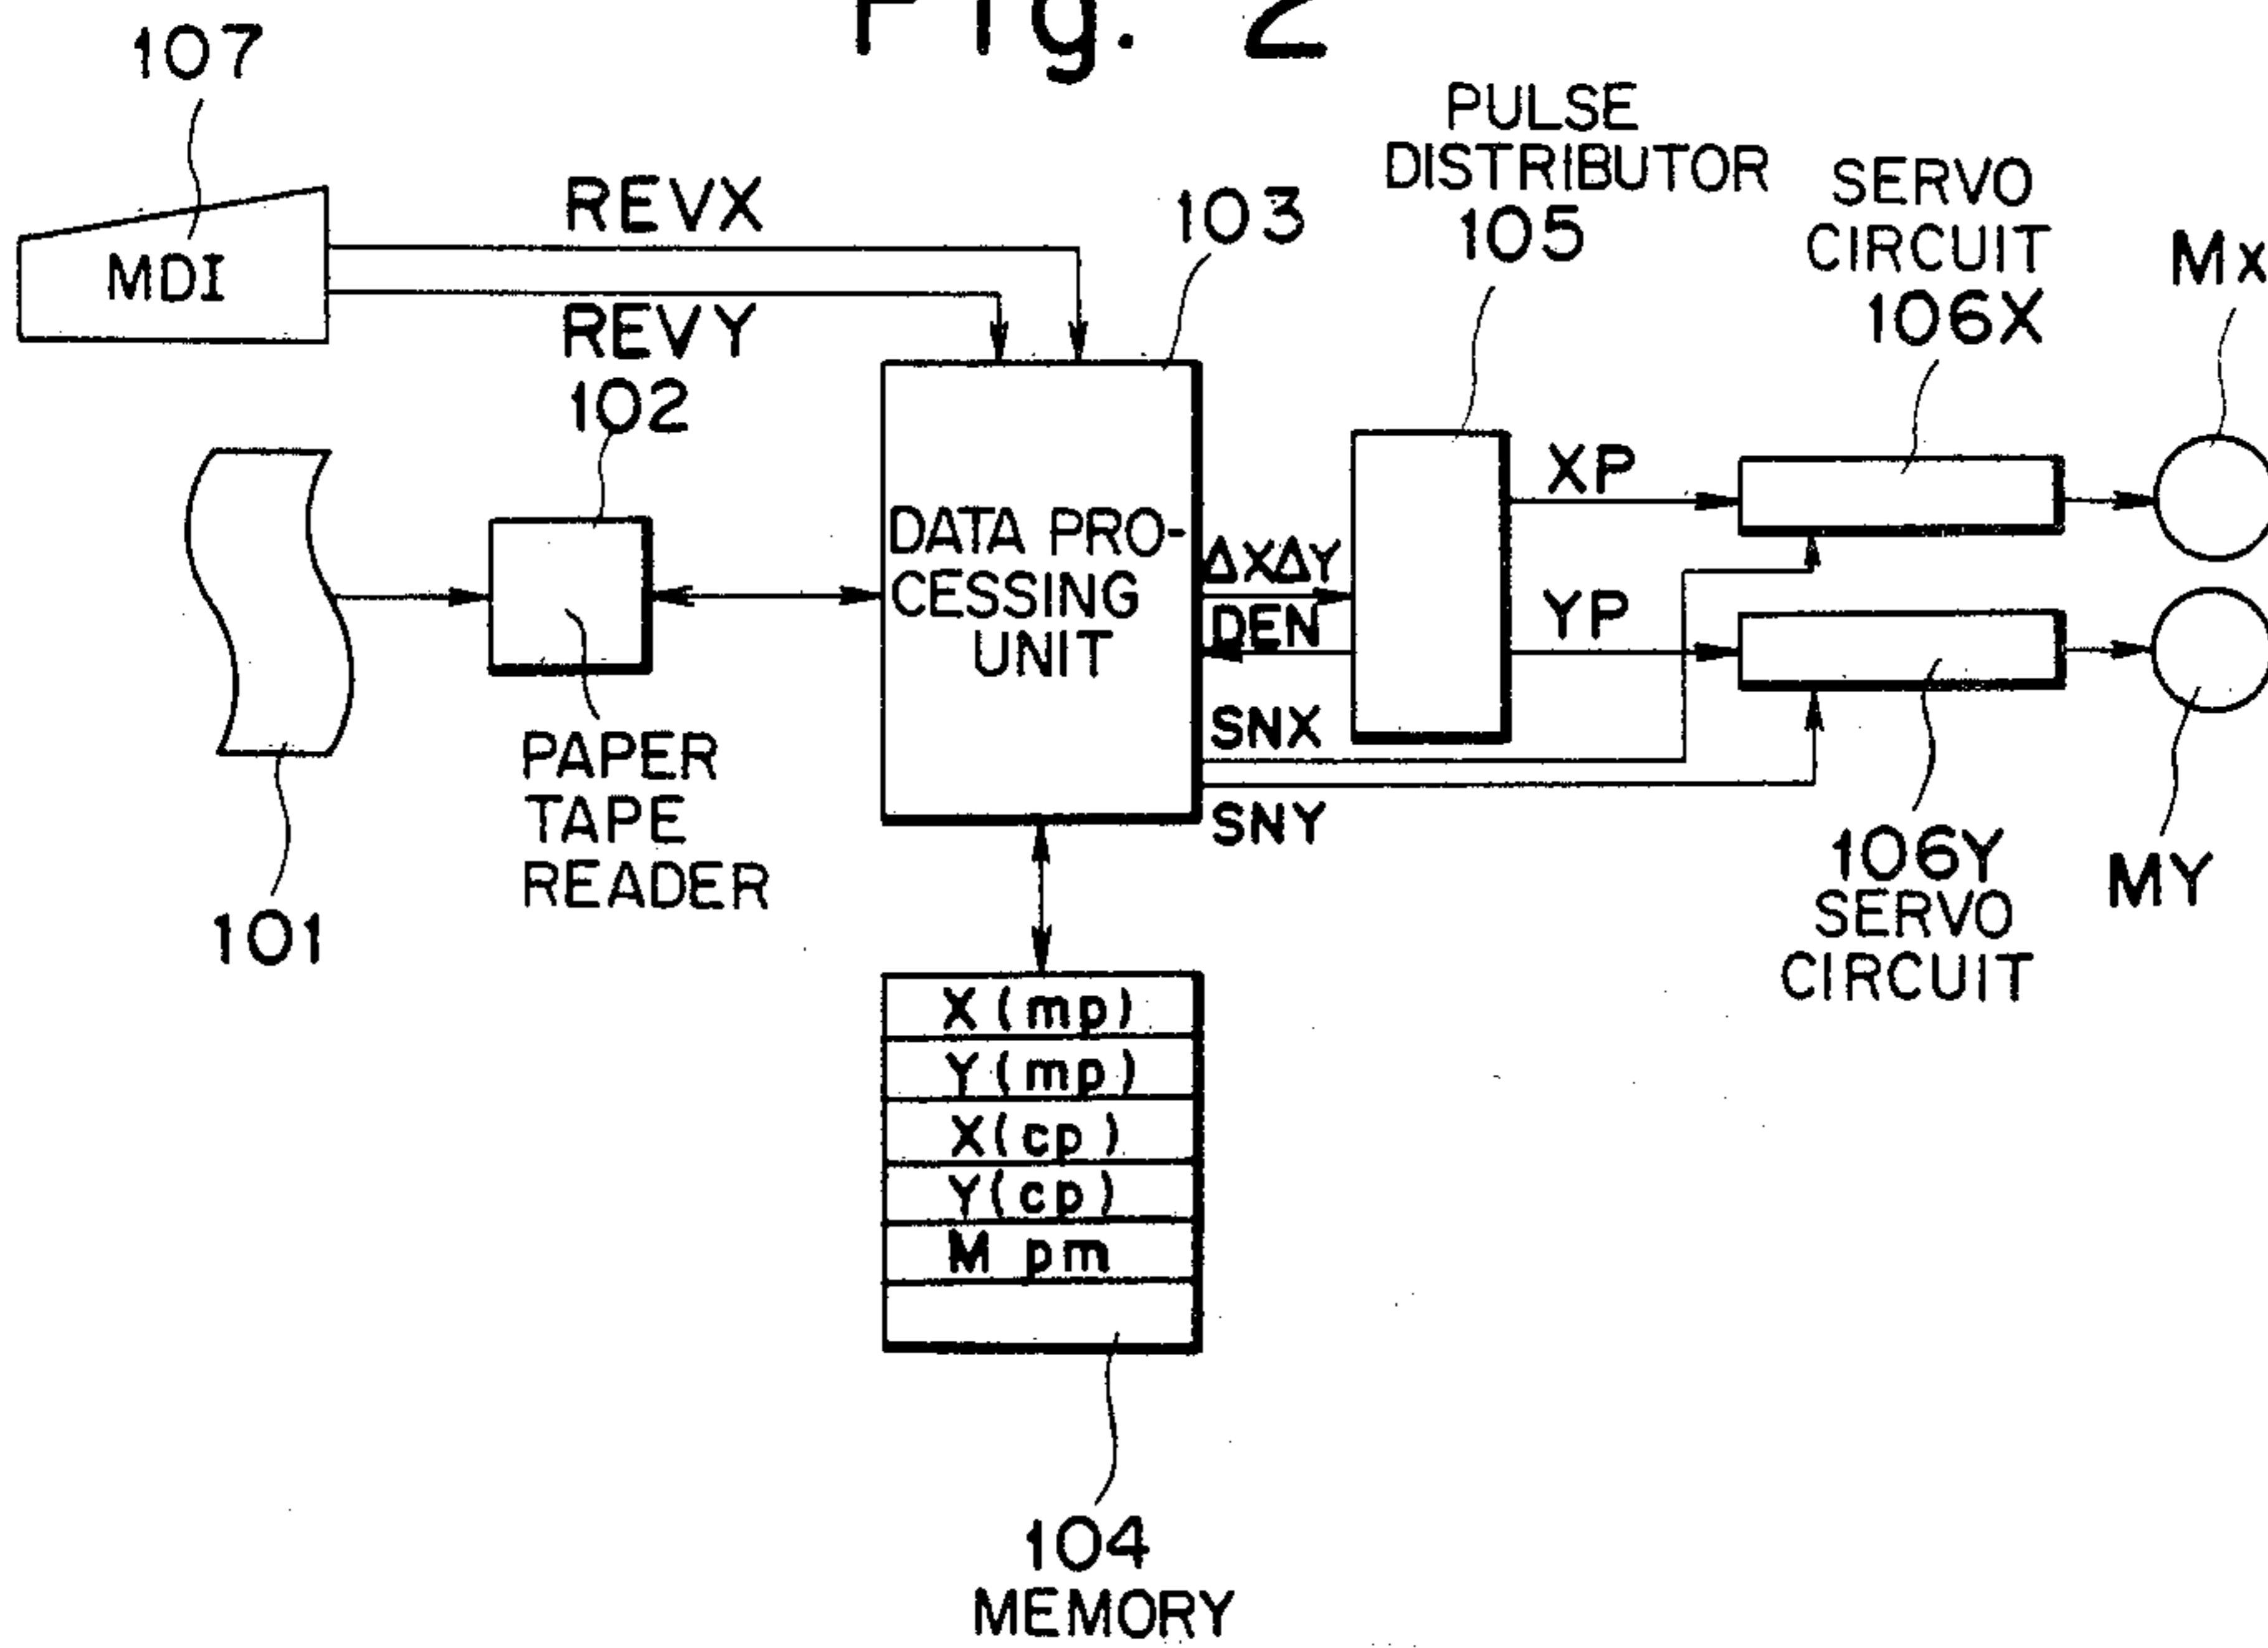 Fig. 2
107
MDI
REVX
REVY
102
103
PULSE
DISTRIBUTOR
105
SERVO
CIRCUIT
106X
Mx
DATA PRO-
CESSING
UNIT
ΔXΔY
DEN
XP
YP
SNX
SNY
PAPER
TAPE
READER
101
106Y
SERVO
CIRCUIT
MY
X(mp)
Y(mp)
X(cp)
Y(cp)
M pm
104
MEMORY